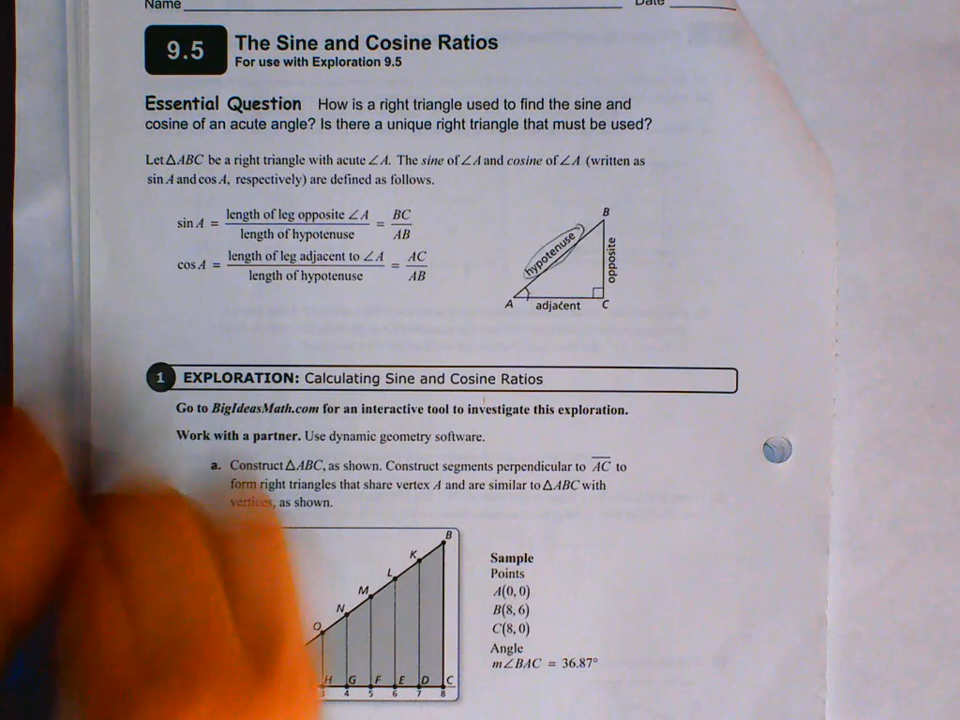 Name Date
9.5 The Sine and Cosine Ratios
For use with Exploration 9.5
Essential Question How is a right triangle used to find the sine and
cosine of an acute angle? Is there a unique right triangle that must be used?
Let △ABC be a right triangle with acute ∠A. The sine of ∠A and cosine of ∠A (written as
sin A and cos A, respectively) are defined as follows.
sin A = length of leg opposite ∠A / length of hypotenuse = BC / AB
cos A = length of leg adjacent to ∠A / length of hypotenuse = AC / AB
B
hypotenuse
opposite
A adjacent C
1 EXPLORATION: Calculating Sine and Cosine Ratios
Go to BigIdeasMath.com for an interactive tool to investigate this exploration.
Work with a partner. Use dynamic geometry software.
a. Construct △ABC, as shown. Construct segments perpendicular to AC to
form right triangles that share vertex A and are similar to △ABC with
vertices, as shown.
B
K
L
M
N
O
H G F E D C
3 4 5 6 7 8
Sample
Points
A(0, 0)
B(8, 6)
C(8, 0)
Angle
m∠BAC = 36.87°